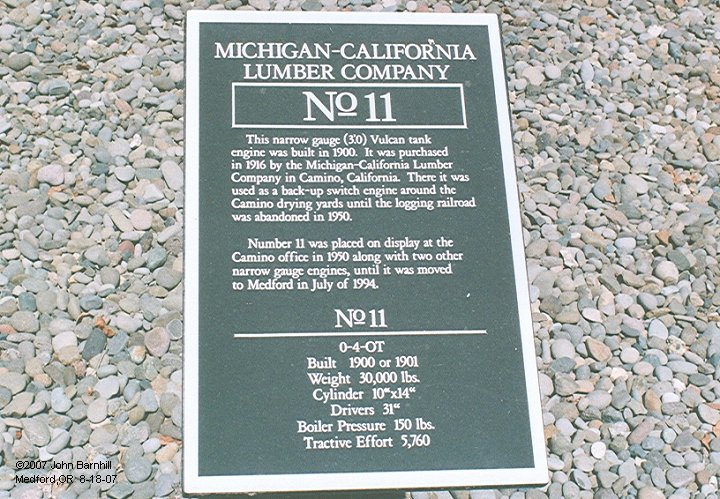 MICHIGAN-CALIFORNIA
LUMBER COMPANY
No 11
This narrow gauge (3'.0) Vulcan tank
engine was built in 1900. It was purchased
in 1916 by the Michigan-California Lumber
Company in Camino, California. There it was
used as a back-up switch engine around the
Camino drying yards until the logging railroad
was abandoned in 1950.
Number 11 was placed on display at the
Camino office in 1950 along with two other
narrow gauge engines, until it was moved
to Medford in July of 1994.
No 11
0-4-OT
Built 1900 or 1901
Weight 30,000 lbs.
Cylinder 10“x14“
Drivers 31“
Boiler Pressure 150 lbs.
Tractive Effort 5,760
©2007 John Barnhill
Medford,OR 8-18-07